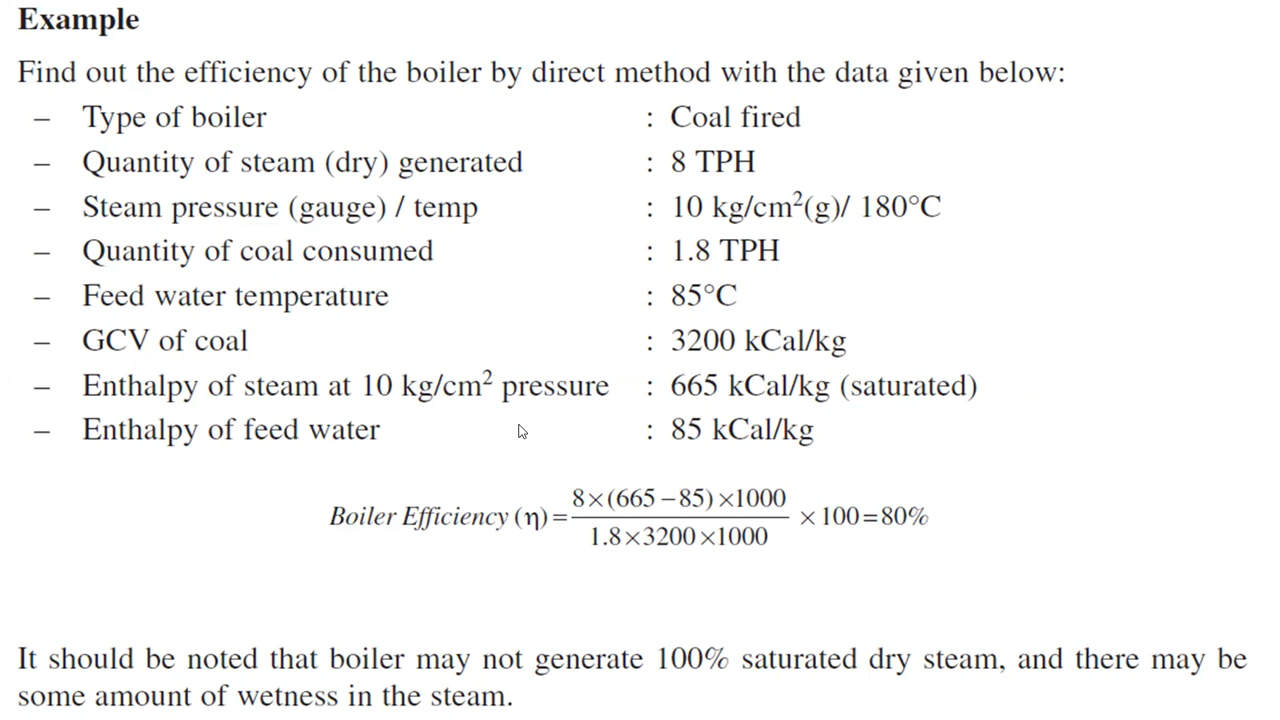 Example
Find out the efficiency of the boiler by direct method with the data given below:
– Type of boiler : Coal fired
– Quantity of steam (dry) generated : 8 TPH
– Steam pressure (gauge) / temp : 10 kg/cm²(g)/ 180°C
– Quantity of coal consumed : 1.8 TPH
– Feed water temperature : 85°C
– GCV of coal : 3200 kCal/kg
– Enthalpy of steam at 10 kg/cm² pressure : 665 kCal/kg (saturated)
– Enthalpy of feed water : 85 kCal/kg
8×(665–85)×1000
Boiler Efficiency (η)= ×100=80%
1.8×3200×1000
It should be noted that boiler may not generate 100% saturated dry steam, and there may be
some amount of wetness in the steam.